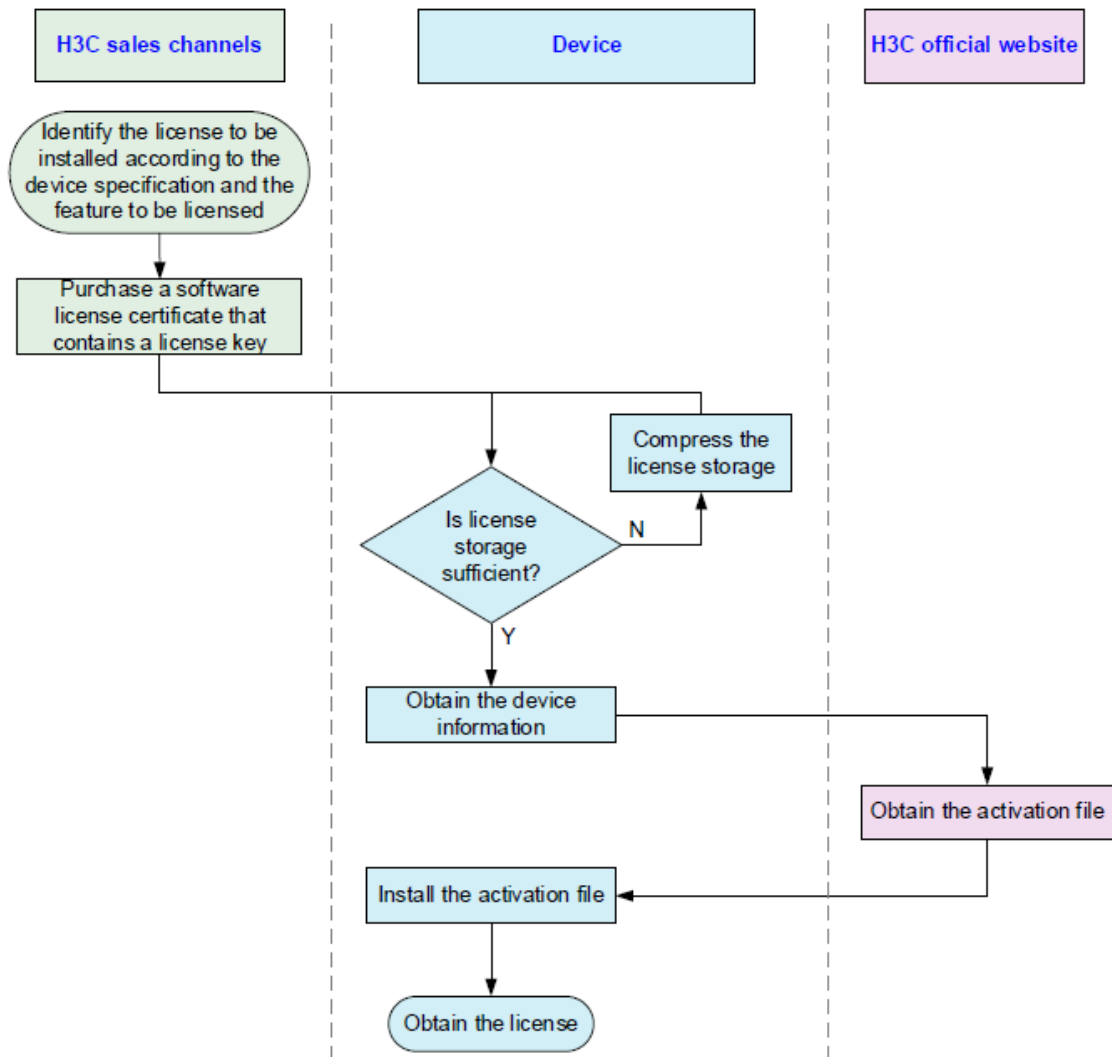 H3C sales channels
Device
H3C official website
Identify the license to be
installed according to the
device specification and the
feature to be licensed
Purchase a software
license certificate that
contains a license key
Compress the
license storage
Is license
storage
sufficient?
N
Y
Obtain the device
information
Obtain the activation file
Install the activation file
Obtain the license